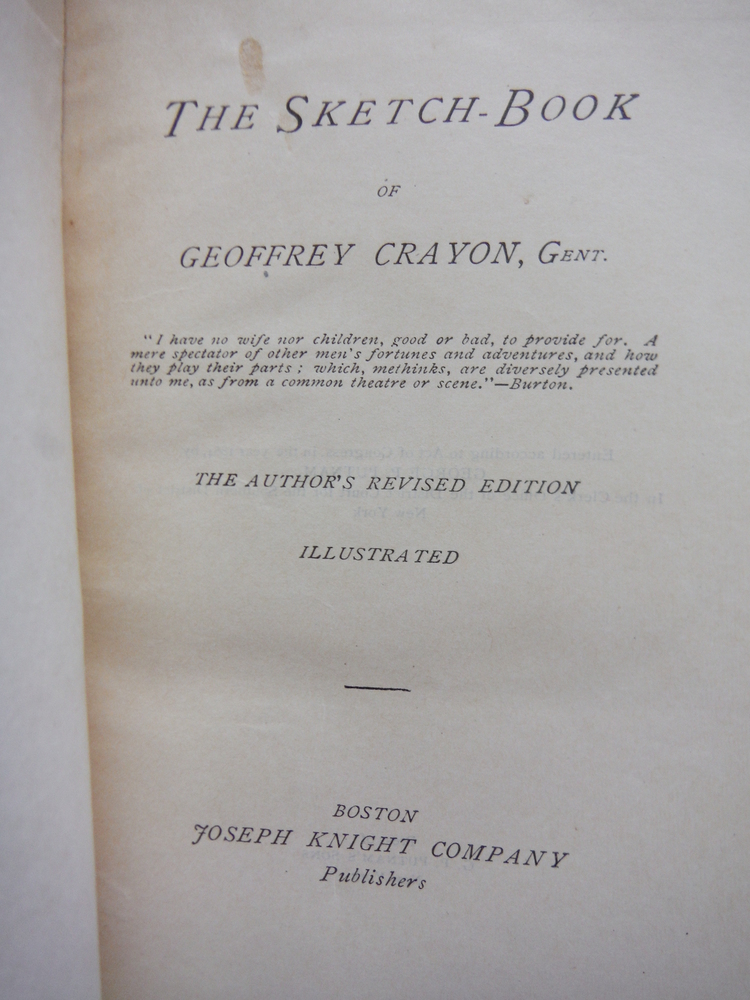 THE SKETCH-BOOK
OF
GEOFFREY CRAYON, GENT.
"I have no wife nor children, good or bad, to provide for. A
mere spectator of other men's fortunes and adventures, and how
they play their parts; which, methinks, are diversely presented
unto me, as from a common theatre or scene."—Burton.
THE AUTHOR'S REVISED EDITION
ILLUSTRATED
BOSTON
JOSEPH KNIGHT COMPANY
Publishers